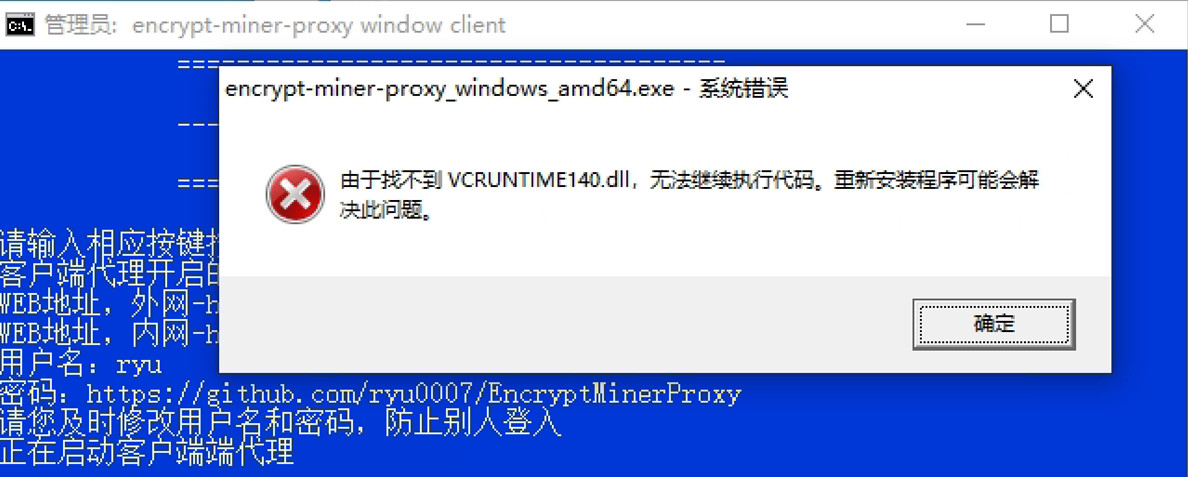 管理员: encrypt-miner-proxy window client
====================================
encrypt-miner-proxy_windows_amd64.exe - 系统错误
---
由于找不到 VCRUNTIME140.dll，无法继续执行代码。重新安装程序可能会解
决此问题。
===
确定
请输入相应按键
客户端代理开启
WEB地址，外网-h
WEB地址，内网-h
用户名：ryu
密码：https://github.com/ryu0007/EncryptMinerProxy
请您及时修改用户名和密码，防止别人登入
正在启动客户端端代理